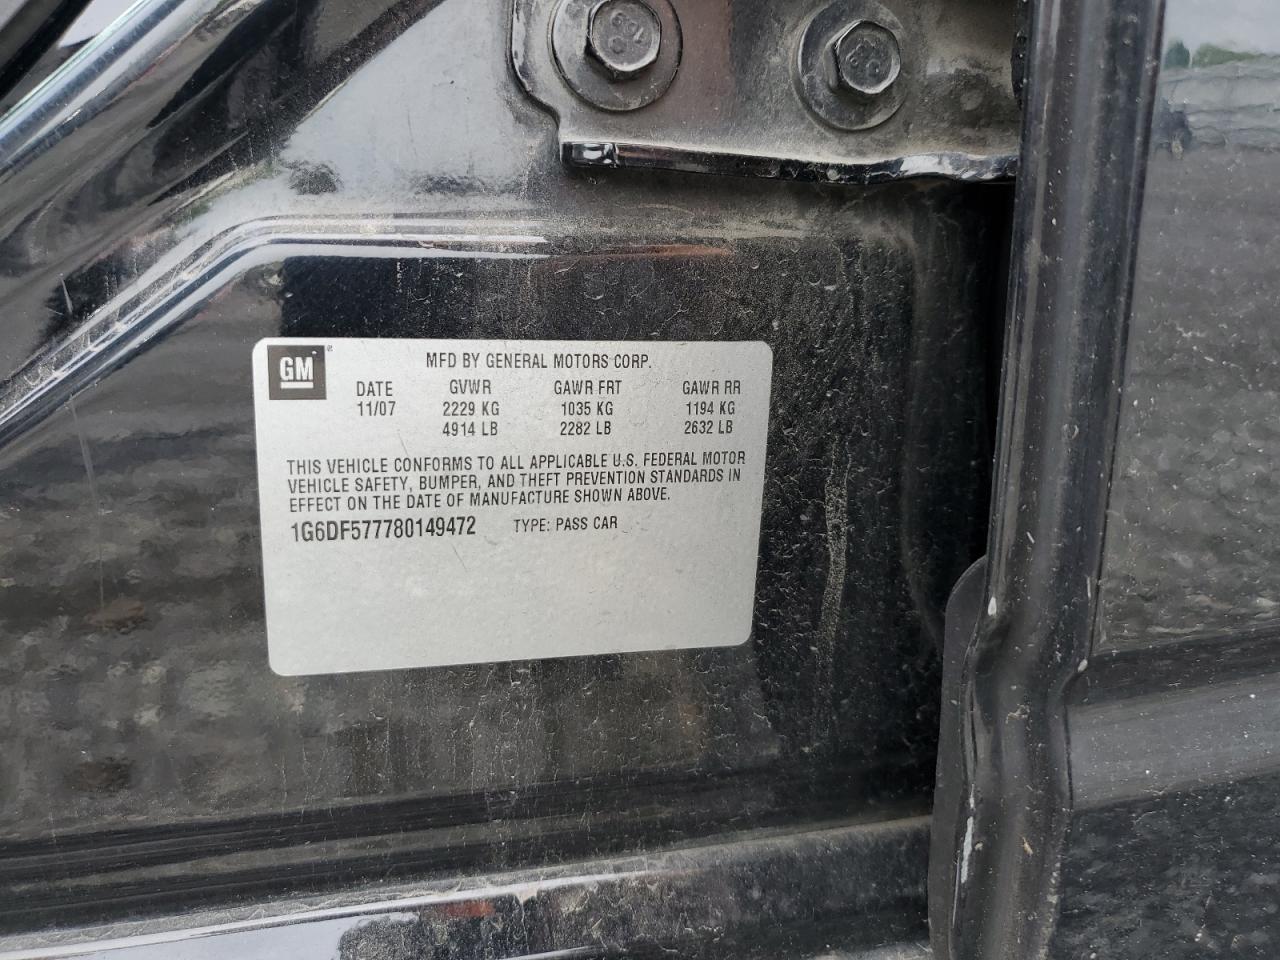 GM
MFD BY GENERAL MOTORS CORP.
DATE GVWR GAWR FRT GAWR RR
11/07 2229 KG 1035 KG 1194 KG
4914 LB 2282 LB 2632 LB
THIS VEHICLE CONFORMS TO ALL APPLICABLE U.S. FEDERAL MOTOR
VEHICLE SAFETY, BUMPER, AND THEFT PREVENTION STANDARDS IN
EFFECT ON THE DATE OF MANUFACTURE SHOWN ABOVE.
1G6DF577780149472 TYPE: PASS CAR